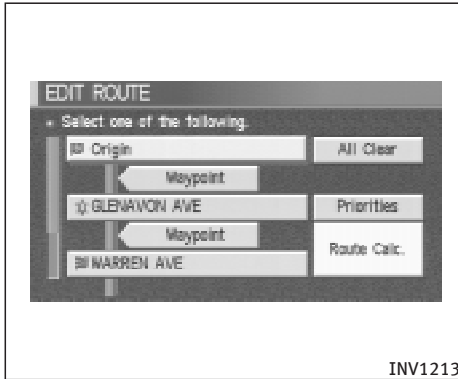 EDIT ROUTE
Select one of the following.
Origin
All Clear
Waypoint
GLENAVON AVE
Priorities
Waypoint
Route Calc.
WARREN AVE
INV1213